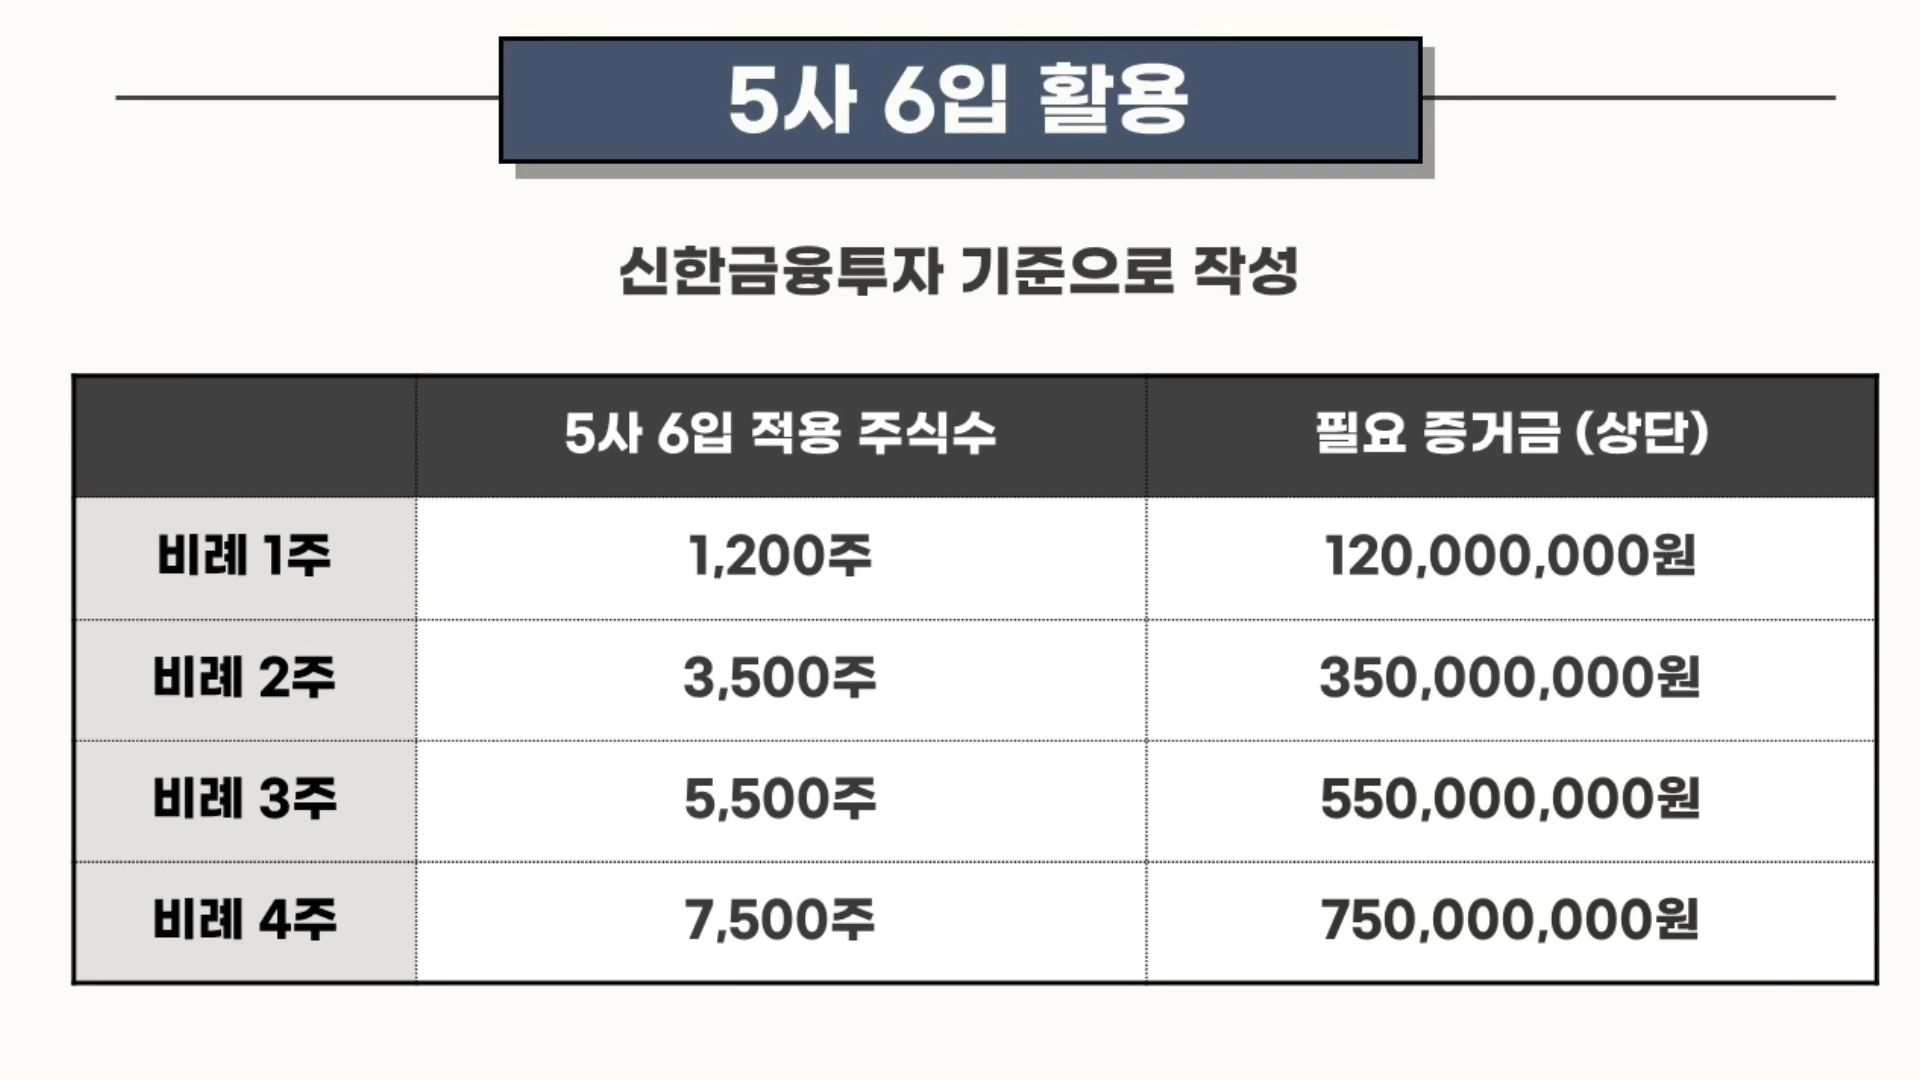 5사 6입 활용
신한금융투자 기준으로 작성
5사 6입 적용 주식수 필요 증거금 (상단)
비례 1주 1,200주 120,000,000원
비례 2주 3,500주 350,000,000원
비례 3주 5,500주 550,000,000원
비례 4주 7,500주 750,000,000원